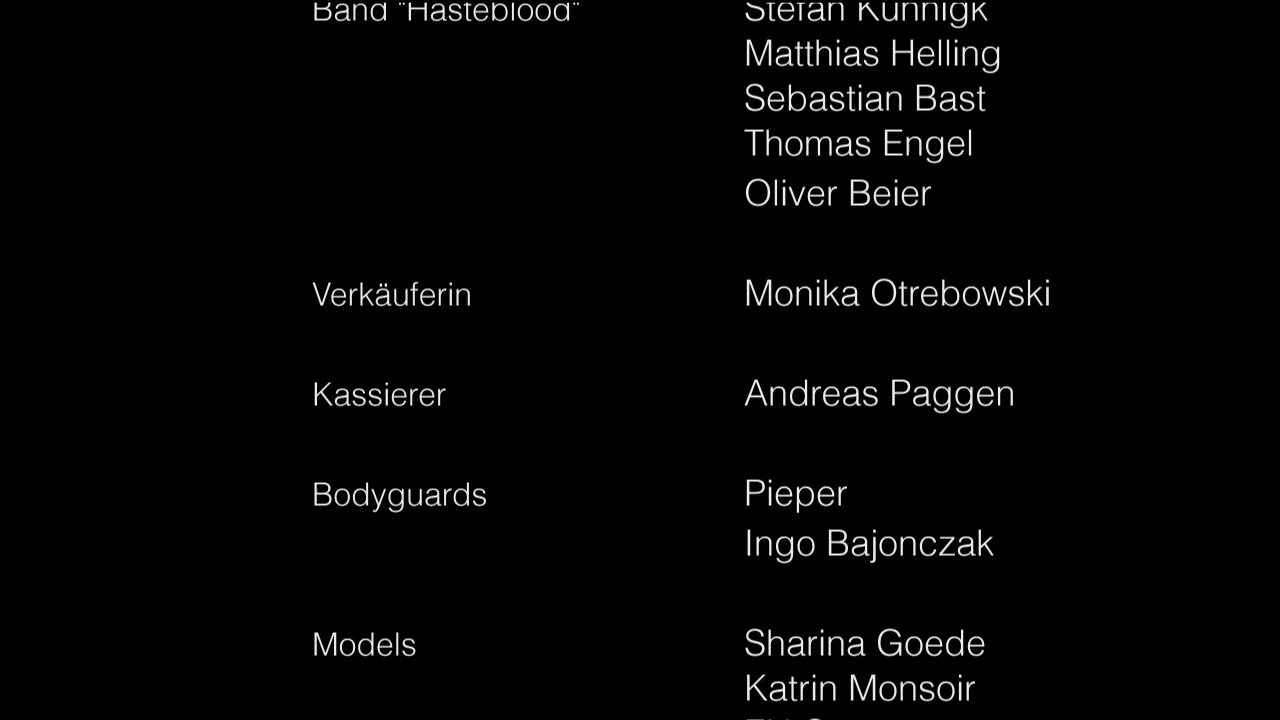 Band "Hasteblood" Stefan Kunnigk
Matthias Helling
Sebastian Bast
Thomas Engel
Oliver Beier
Verkäuferin Monika Otrebowski
Kassierer Andreas Paggen
Bodyguards Pieper
Ingo Bajonczak
Models Sharina Goede
Katrin Monsoir